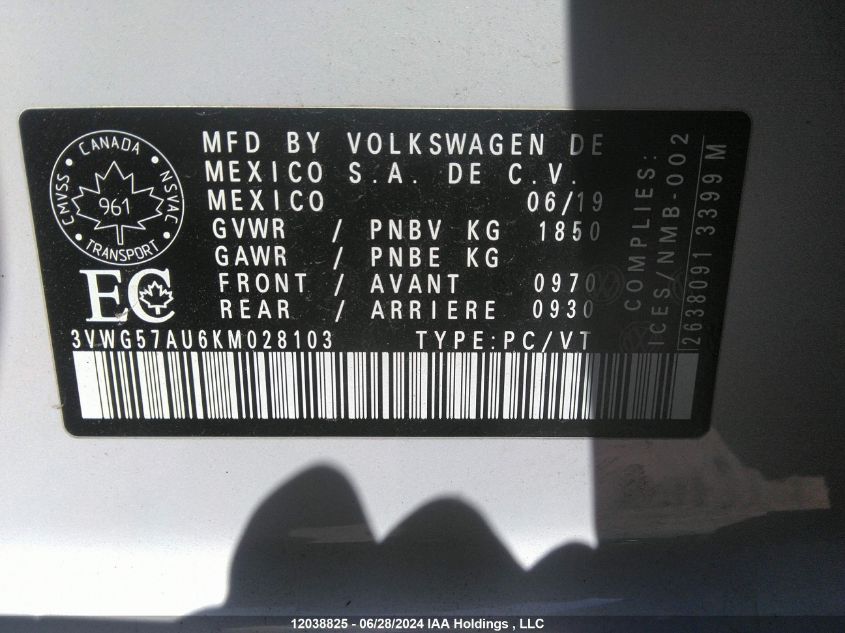 CANADA
CMVSS
NSVAC
961
TRANSPORT
EC
MFD BY VOLKSWAGEN DE
MEXICO S.A. DE C.V.
MEXICO 06/19
GVWR / PNBV KG 1850
GAWR / PNBE KG
FRONT / AVANT 0970
REAR / ARRIERE 0930
3VWG57AU6KM028103 TYPE:PC/VT
COMPLIES:
ICES/NMB-002
2638091 3399M
12038825 - 06/28/2024 IAA Holdings , LLC